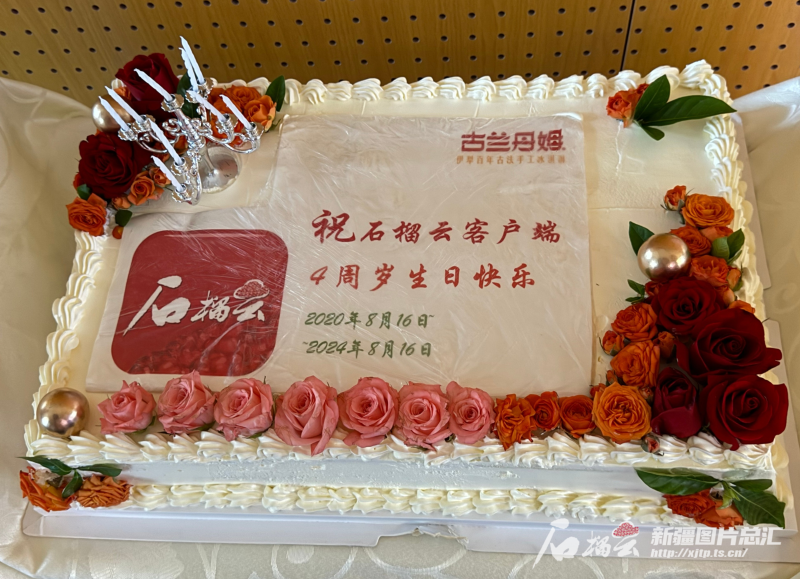 古兰丹姆
祝石榴云客户端
4周岁生日快乐
2020年8月16日
2024年8月16日
石榴云
石榴云
新疆图片总汇
http://xjtp.ts.cn/